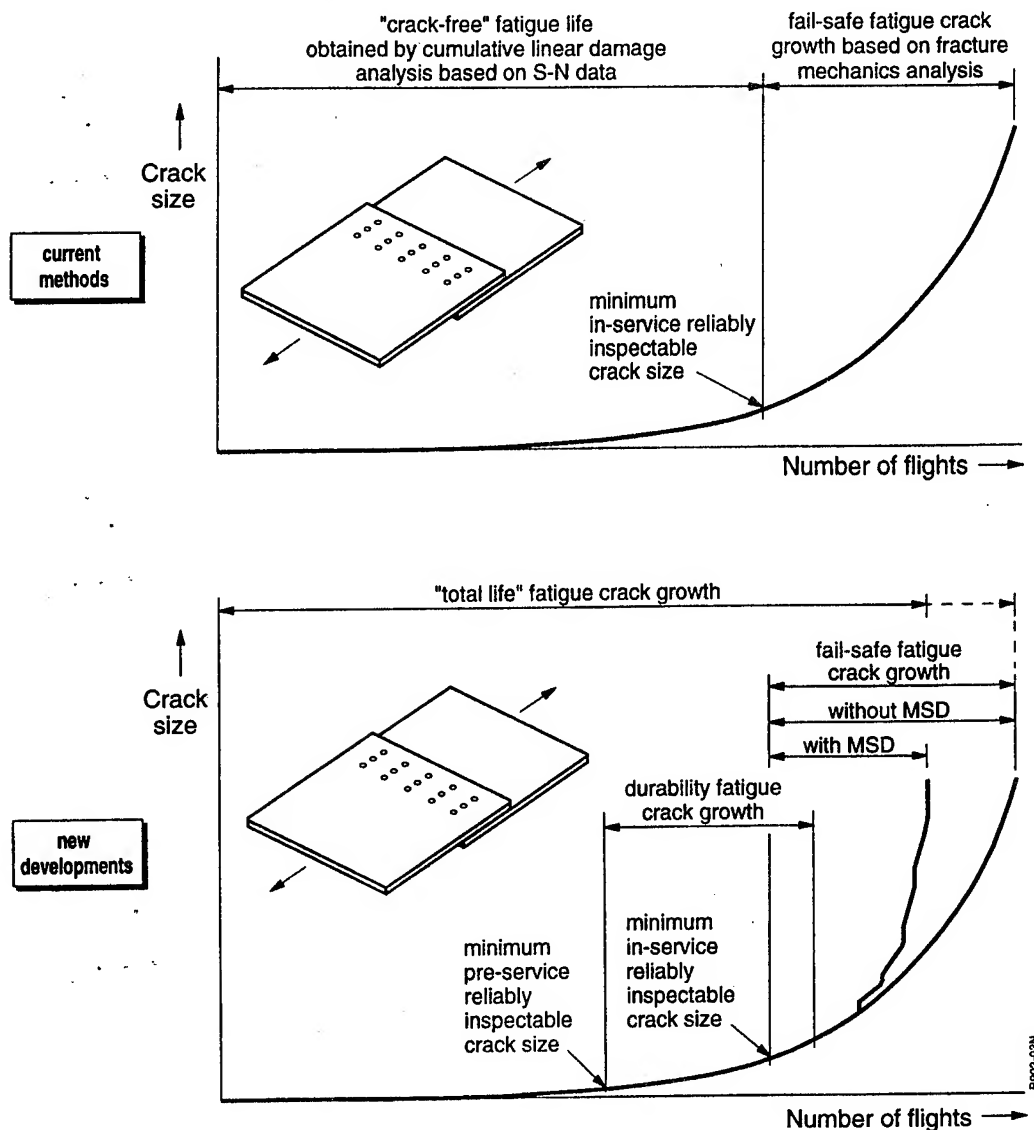 "crack-free" fatigue life
obtained by cumulative linear damage
analysis based on S-N data
fail-safe fatigue crack
growth based on fracture
mechanics analysis
Crack
size
current
methods
minimum
in-service reliably
inspectable
crack size
Number of flights
"total life" fatigue crack growth
Crack
size
fail-safe fatigue
crack growth
without MSD
with MSD
durability fatigue
crack growth
new
developments
minimum
pre-service
reliably
inspectable
crack size
minimum
in-service
reliably
inspectable
crack size
Number of flights